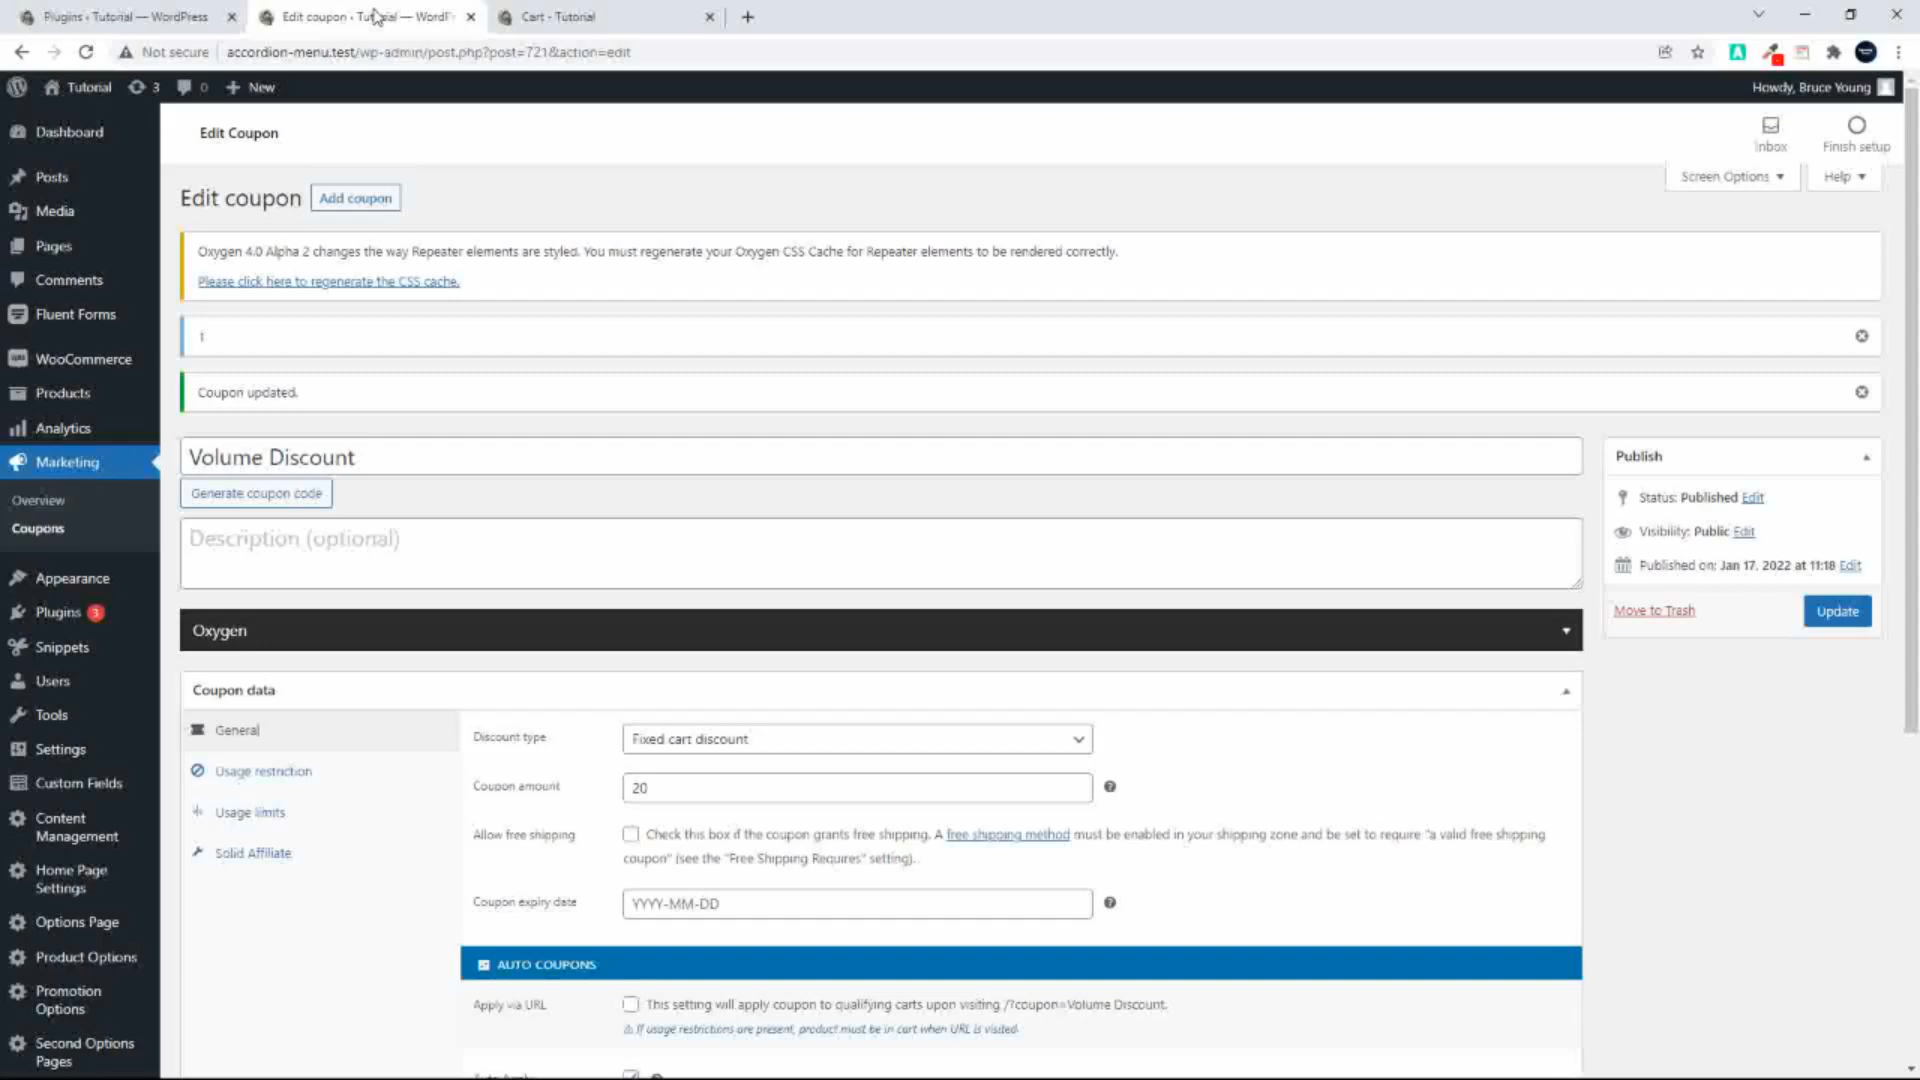 Plugins ‹ Tutorial — WordPress
Edit coupon ‹ Tutorial — WordPr
Cart - Tutorial
Not secure
accordion-menu.test/wp-admin/post.php?post=721&action=edit
Tutorial
3
0
New
Howdy, Bruce Young
Dashboard
Posts
Media
Pages
Comments
Fluent Forms
WooCommerce
Products
Analytics
Marketing
Overview
Coupons
Appearance
Plugins 3
Snippets
Users
Tools
Settings
Custom Fields
Content
Management
Home Page
Settings
Options Page
Product Options
Promotion
Options
Second Options
Pages
Edit Coupon
Inbox
Finish setup
Screen Options
Help
Edit coupon
Add coupon
Oxygen 4.0 Alpha 2 changes the way Repeater elements are styled. You must regenerate your Oxygen CSS Cache for Repeater elements to be rendered correctly.
Please click here to regenerate the CSS cache.
Coupon updated.
Volume Discount
Generate coupon code
Description (optional)
Oxygen
Coupon data
General
Usage restriction
Usage limits
Solid Affiliate
Discount type
Fixed cart discount
Coupon amount
20
Allow free shipping
Check this box if the coupon grants free shipping. A free shipping method must be enabled in your shipping zone and be set to require "a valid free shipping
coupon" (see the "Free Shipping Requires" setting).
Coupon expiry date
YYYY-MM-DD
AUTO COUPONS
Apply via URL
This setting will apply coupon to qualifying carts upon visiting /?coupon=Volume Discount.
If usage restrictions are present, product must be in cart when URL is visited.
Publish
Status: Published Edit
Visibility: Public Edit
Published on: Jan 17, 2022 at 11:18 Edit
Move to Trash
Update